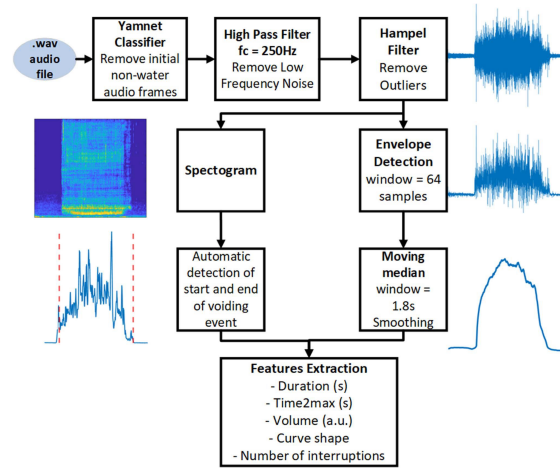 .wav
audio
file
Yamnet
Classifier
Remove initial
non-water
audio frames
High Pass Filter
fc = 250Hz
Remove Low
Frequency Noise
Hampel
Filter
Remove
Outliers
Spectogram
Envelope
Detection
window = 64
samples
Automatic
detection of
start and end
of voiding
event
Moving
median
window =
1.8s
Smoothing
Features Extraction
- Duration (s)
- Time2max (s)
- Volume (a.u.)
- Curve shape
- Number of interruptions